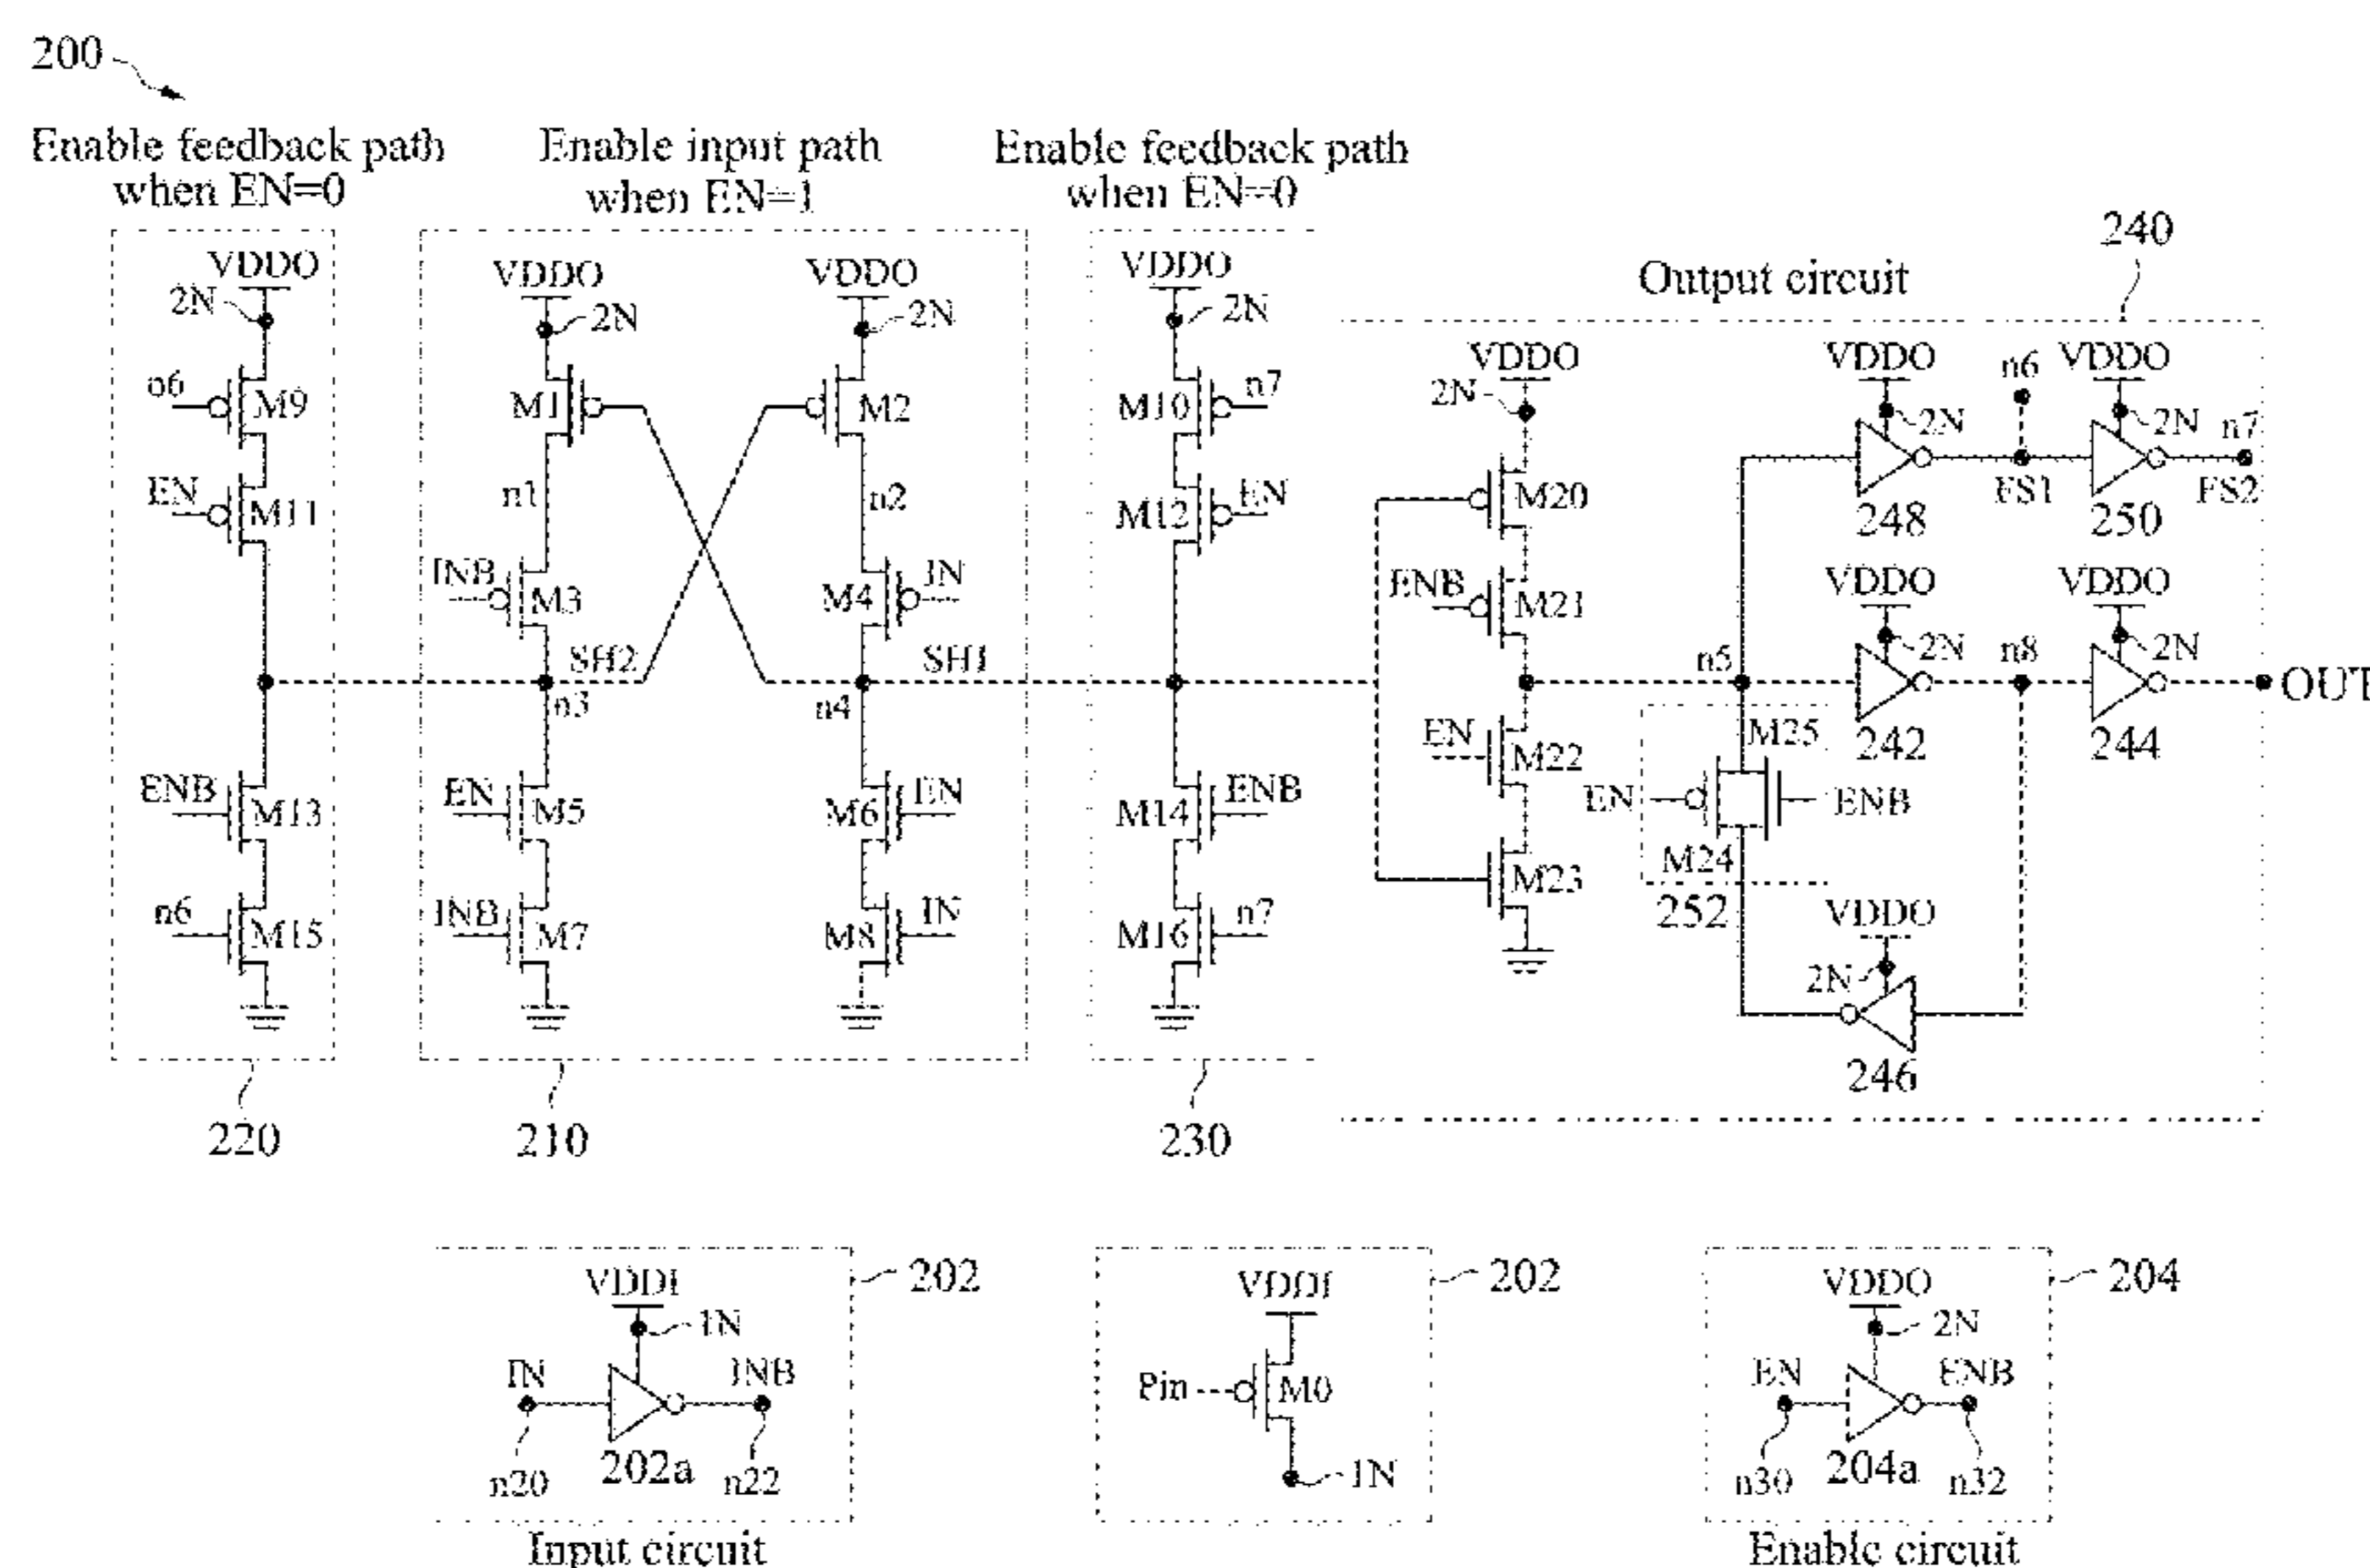 200
Enable feedback path
when EN=0
Enable input path
when EN=1
Enable feedback path
when EN=0
240
Output circuit
VDDO
2N
n6
M9
EN
M11
ENB
M13
n6
M15
220
VDDO
2N
VDDO
2N
M1
M2
n1
n2
INB
M3
M4
IN
SH2
SH1
n3
n4
EN
M5
M6
EN
INB
M7
M8
IN
210
VDDO
2N
M10
n7
M12
EN
M14
ENB
M16
n7
230
VDDO
2N
M20
ENB
M21
EN
M22
M23
VDDO
2N
n6
VDDO
2N
n7
248
FS1
250
FS2
VDDO
2N
VDDO
2N
n5
n8
OUT
242
244
M25
EN
ENB
M24
252
VDDO
2N
246
202
VDDI
1N
IN
INB
n20
202a
n22
Input circuit
202
VDDI
Pin
M0
1N
204
VDDO
2N
EN
ENB
n30
204a
n32
Enable circuit